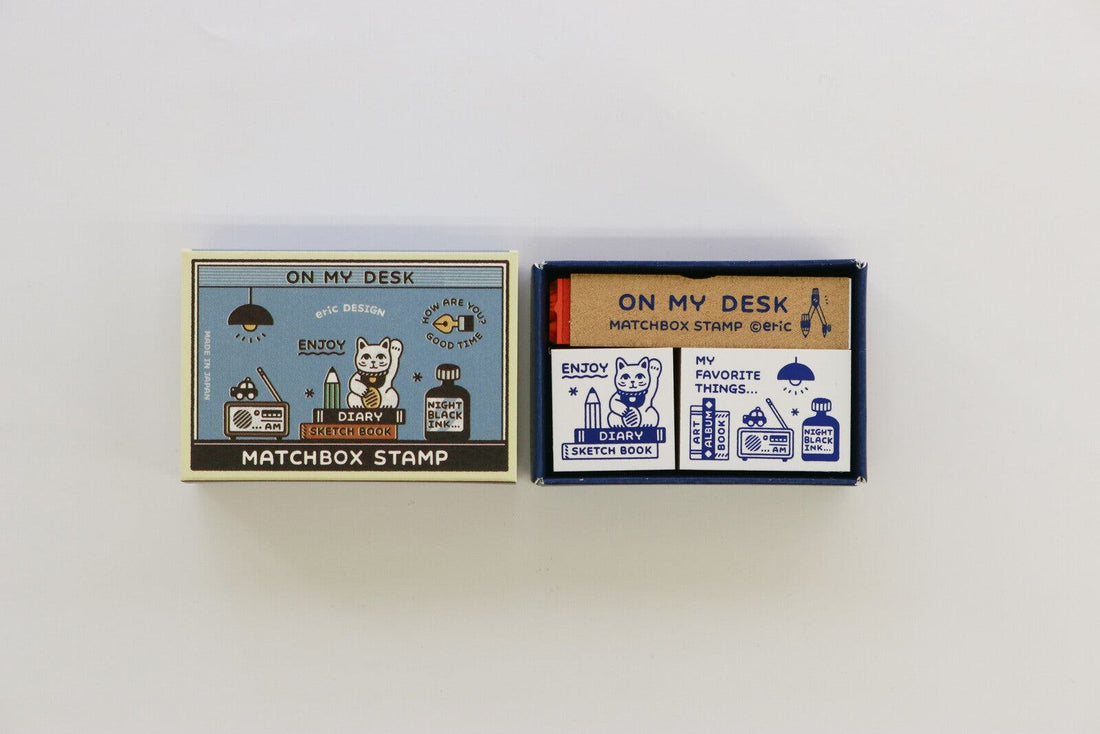 ON MY DESK
eric DESIGN
HOW ARE YOU?
GOOD TIME
MADE IN JAPAN
ENJOY
... AM
DIARY
SKETCH BOOK
NIGHT
BLACK
INK...
MATCHBOX STAMP
ON MY DESK
MATCHBOX STAMP ©eric
ENJOY
DIARY
SKETCH BOOK
MY
FAVORITE
THINGS...
ART
ALBUM
BOOK
... AM
NIGHT
BLACK
INK...